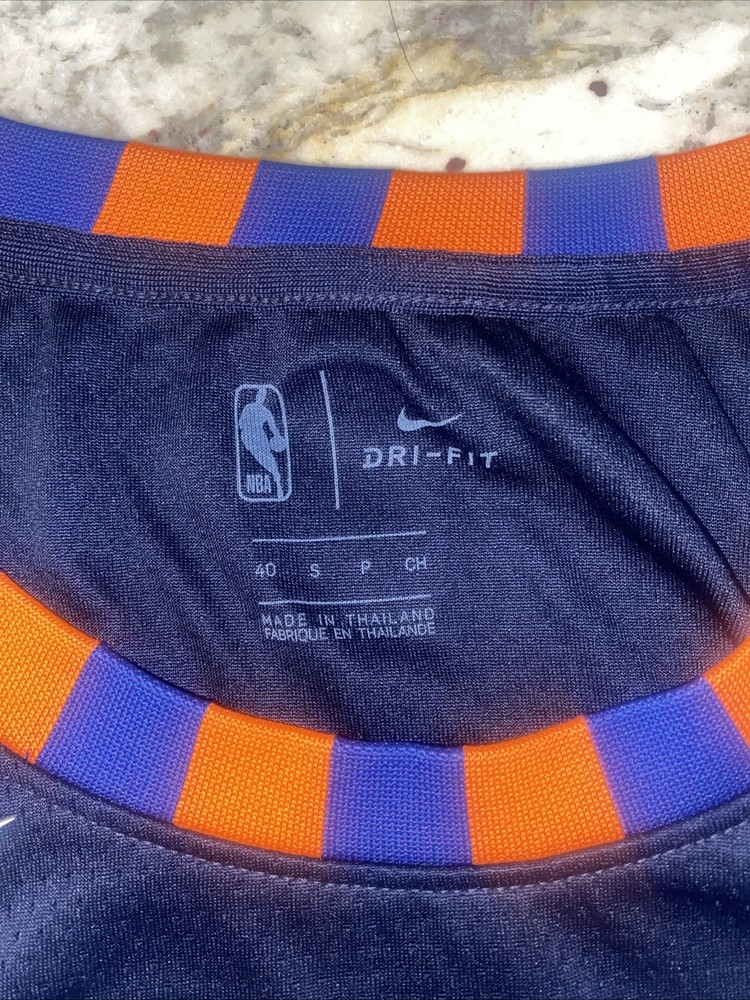 NBA
DRI-FIT
40 S P CH
MADE IN THAILAND
FABRIQUE EN THAILANDE